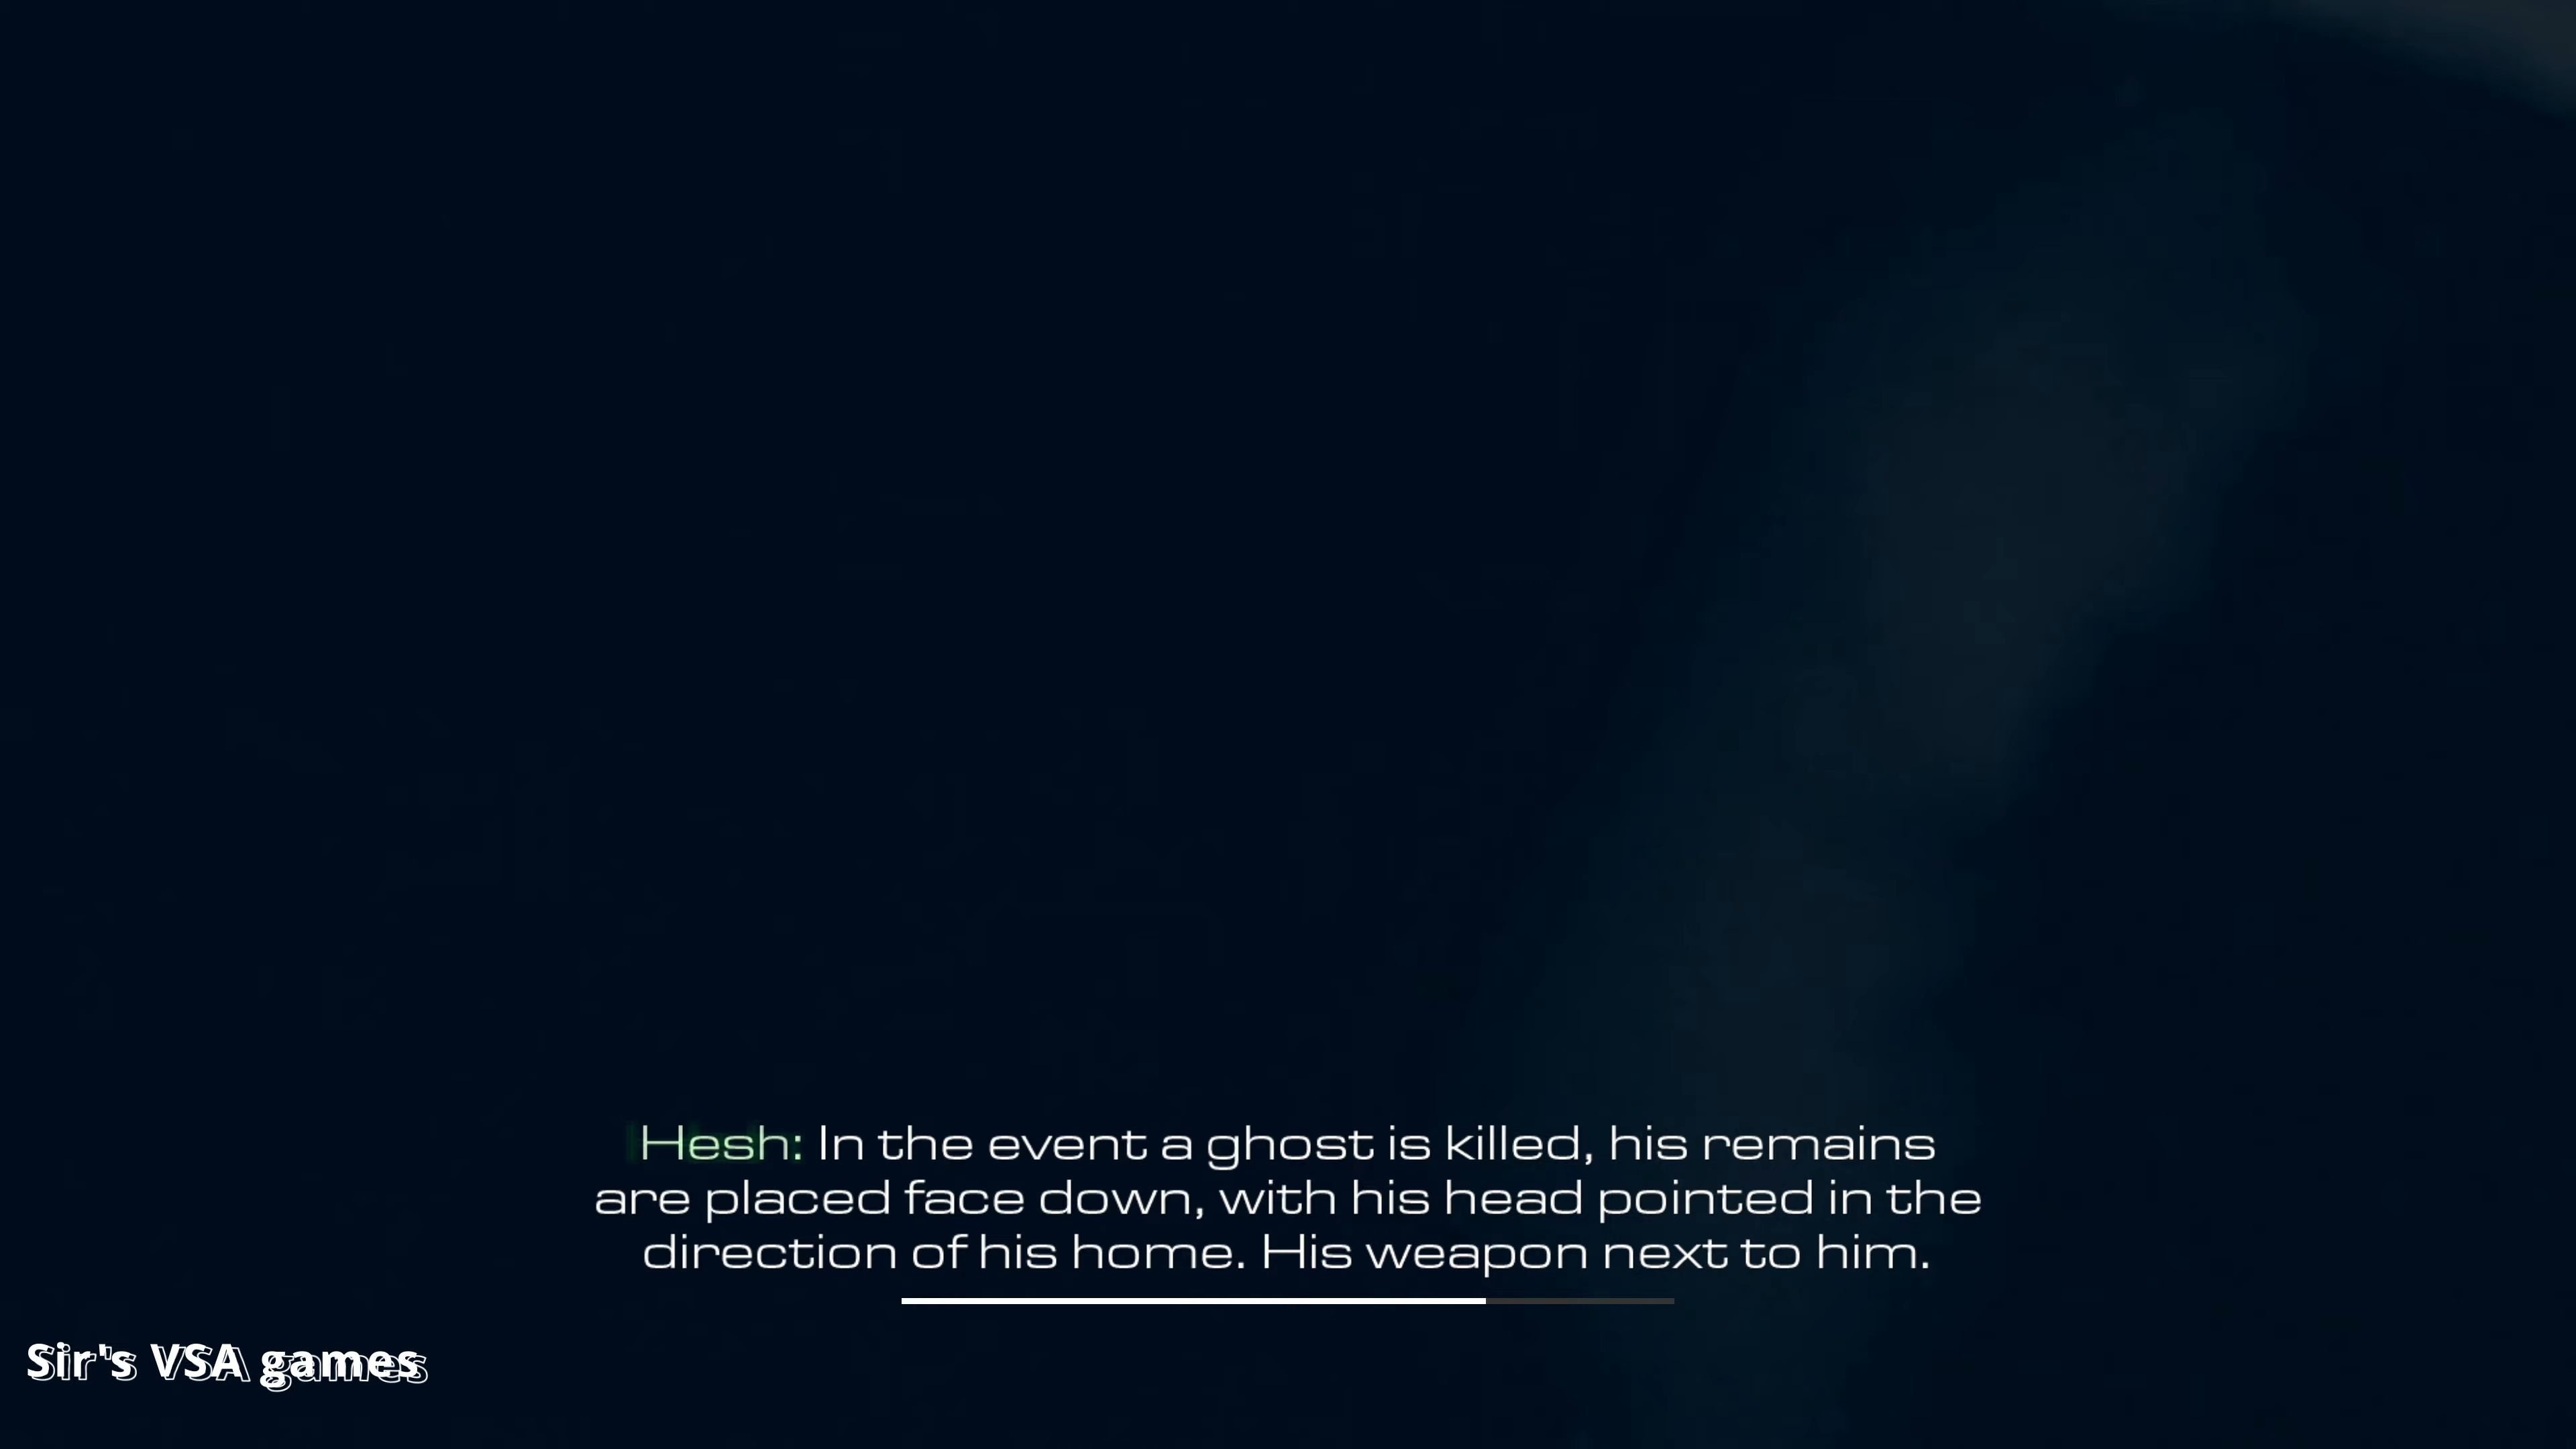 Hesh: In the event a ghost is killed, his remains
are placed face down, with his head pointed in the
direction of his home. His weapon next to him.
Sir's VSA games